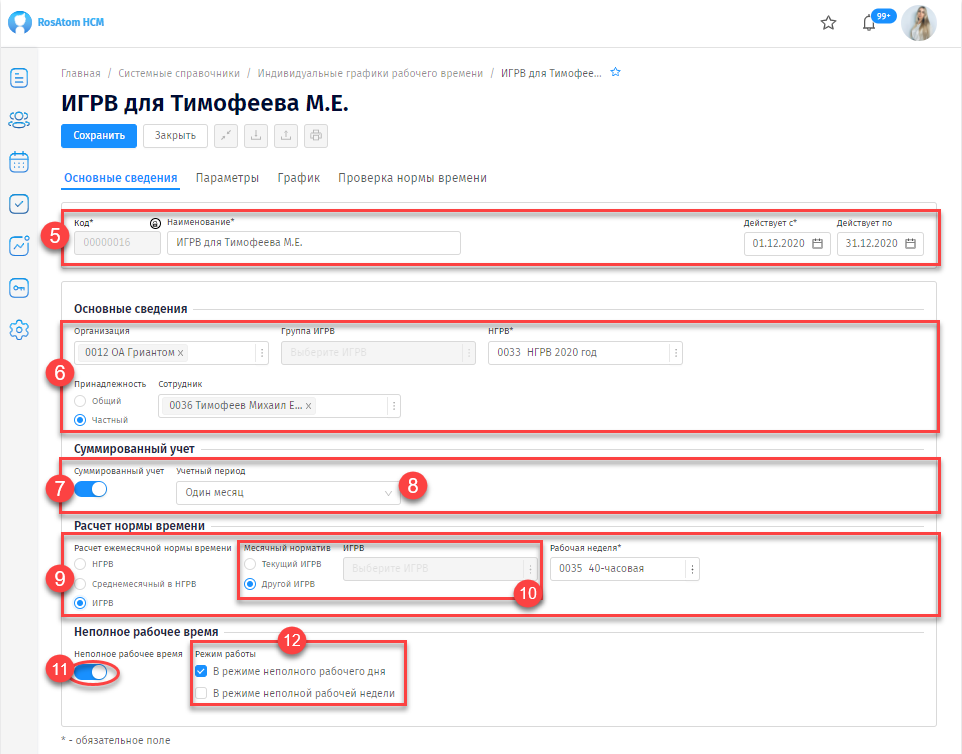 RosAtom HCM
99+
Главная / Системные справочники / Индивидуальные графики рабочего времени / ИГРВ для Тимофее...
ИГРВ для Тимофеева М.Е.
Сохранить Закрыть
Основные сведения Параметры График Проверка нормы времени
5
Код* Наименование* Действует с* Действует по
00000016 ИГРВ для Тимофеева М.Е. 01.12.2020 31.12.2020
Основные сведения
6
Организация Группа ИГРВ НГРВ*
0012 ОА Гриантом x Выберите ИГРВ 0033 НГРВ 2020 год
Принадлежность Сотрудник
Общий
0036 Тимофеев Михаил Е... x
Частный
Суммированный учет
7
Суммированный учет Учетный период
Один месяц
8
Расчет нормы времени
9
Расчет ежемесячной нормы времени Месячный норматив ИГРВ Рабочая неделя*
НГРВ Текущий ИГРВ Выберите ИГРВ 0035 40-часовая
Среднемесячный в НГРВ Другой ИГРВ
10
ИГРВ
Неполное рабочее время
12
11
Неполное рабочее время Режим работы
В режиме неполного рабочего дня
В режиме неполной рабочей недели
* - обязательное поле